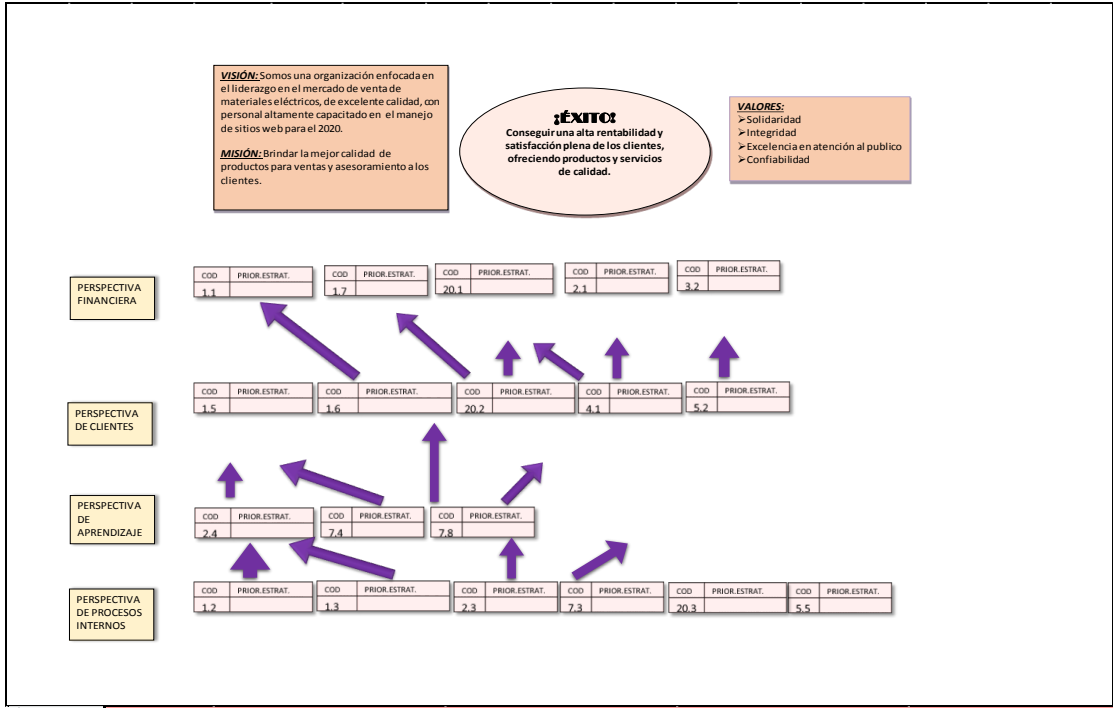 VISIÓN: Somos una organización enfocada en
el liderazgo en el mercado de venta de
materiales eléctricos, de excelente calidad, con
personal altamente capacitado en el manejo
de sitios web para el 2020.
MISIÓN: Brindar la mejor calidad de
productos para ventas y asesoramiento a los
clientes.
¡ÉXITO!
Conseguir una alta rentabilidad y
satisfacción plena de los clientes,
ofreciendo productos y servicios
de calidad.
VALORES:
➢Solidaridad
➢Integridad
➢Excelencia en atención al publico
➢Confiabilidad
PERSPECTIVA
FINANCIERA
COD PRIOR.ESTRAT.
1.1
COD PRIOR.ESTRAT.
1.7
COD PRIOR.ESTRAT.
20.1
COD PRIOR.ESTRAT.
2.1
COD PRIOR.ESTRAT.
3.2
PERSPECTIVA
DE CLIENTES
COD PRIOR.ESTRAT.
1.5
COD PRIOR.ESTRAT.
1.6
COD PRIOR.ESTRAT.
20.2
COD PRIOR.ESTRAT.
4.1
COD PRIOR.ESTRAT.
5.2
PERSPECTIVA
DE
APRENDIZAJE
COD PRIOR.ESTRAT.
2.4
COD PRIOR.ESTRAT.
7.4
COD PRIOR.ESTRAT.
7.8
PERSPECTIVA
DE PROCESOS
INTERNOS
COD PRIOR.ESTRAT.
1.2
COD PRIOR.ESTRAT.
1.3
COD PRIOR.ESTRAT.
2.3
COD PRIOR.ESTRAT.
7.3
COD PRIOR.ESTRAT.
20.3
COD PRIOR.ESTRAT.
5.5